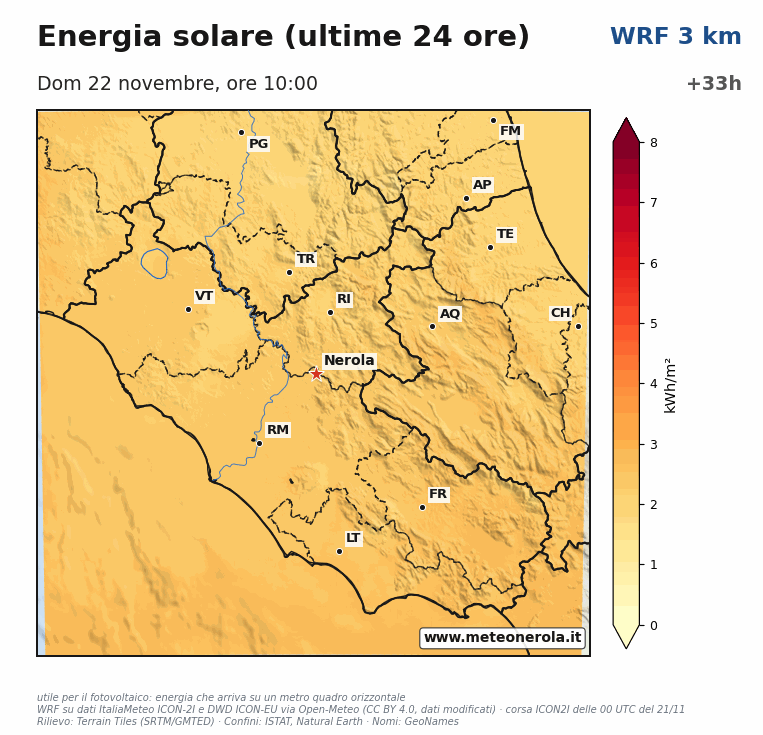 Energia solare (ultime 24 ore)
WRF 3 km
Dom 22 novembre, ore 10:00
+33h
FM
PG
AP
TE
TR
VT
RI
AQ
CH
Nerola
RM
FR
LT
www.meteonerola.it
8
7
6
5
4
3
2
1
0
kWh/m²
utile per il fotovoltaico: energia che arriva su un metro quadro orizzontale
WRF su dati ItaliaMeteo ICON-2I e DWD ICON-EU via Open-Meteo (CC BY 4.0, dati modificati) · corsa ICON2I delle 00 UTC del 21/11
Rilievo: Terrain Tiles (SRTM/GMTED) · Confini: ISTAT, Natural Earth · Nomi: GeoNames